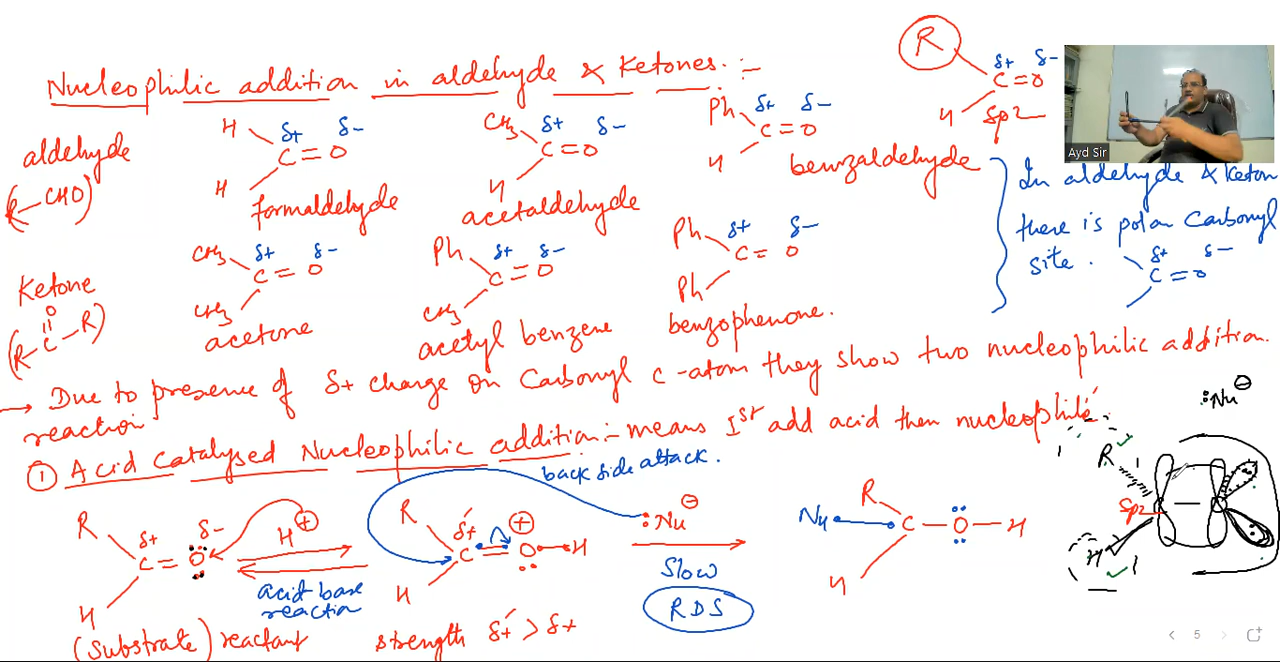 Nucleophilic addition in aldehyde & Ketones. :-
R
δ+ δ-
C=O
H
sp2
Ayd Sir
aldehyde
(R-CHO)
H
δ+ δ-
C=O
H
formaldehyde
CH3
δ+ δ-
C=O
H
acetaldehyde
Ph
δ+ δ-
C=O
H
benzaldehyde
In aldehyde & Keton
there is polar Carbonyl
site.
δ+ δ-
C=O
Ketone
O
(R-C-R)
CH3
δ+ δ-
C=O
CH3
acetone
Ph
δ+ δ-
C=O
CH3
acetyl benzene
Ph
δ+ δ-
C=O
Ph
benzophenone.
→ Due to presence of δ+ charge on Carbonyl C-atom they show two nucleophilic addition.
reaction
① Acid Catalysed Nucleophilic addition:- means Ist add acid then nucleophile.
back side attack.
R
δ+ δ-
C=O
H
H⊕
acid base
reaction
(Substrate) reactant
R
δ+' ⊕
C=O-H
H
strength δ+' > δ+
:Nu⊖
Slow
RDS
R
Nu-C-O-H
H
:Nu⊖
R
sp2
H
5